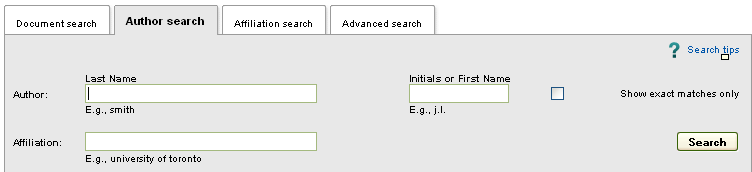 Document search Author search Affiliation search Advanced search
? Search tips
Last Name Initials or First Name
Author: Show exact matches only
E.g., smith E.g., j.l.
Affiliation: Search
E.g., university of toronto